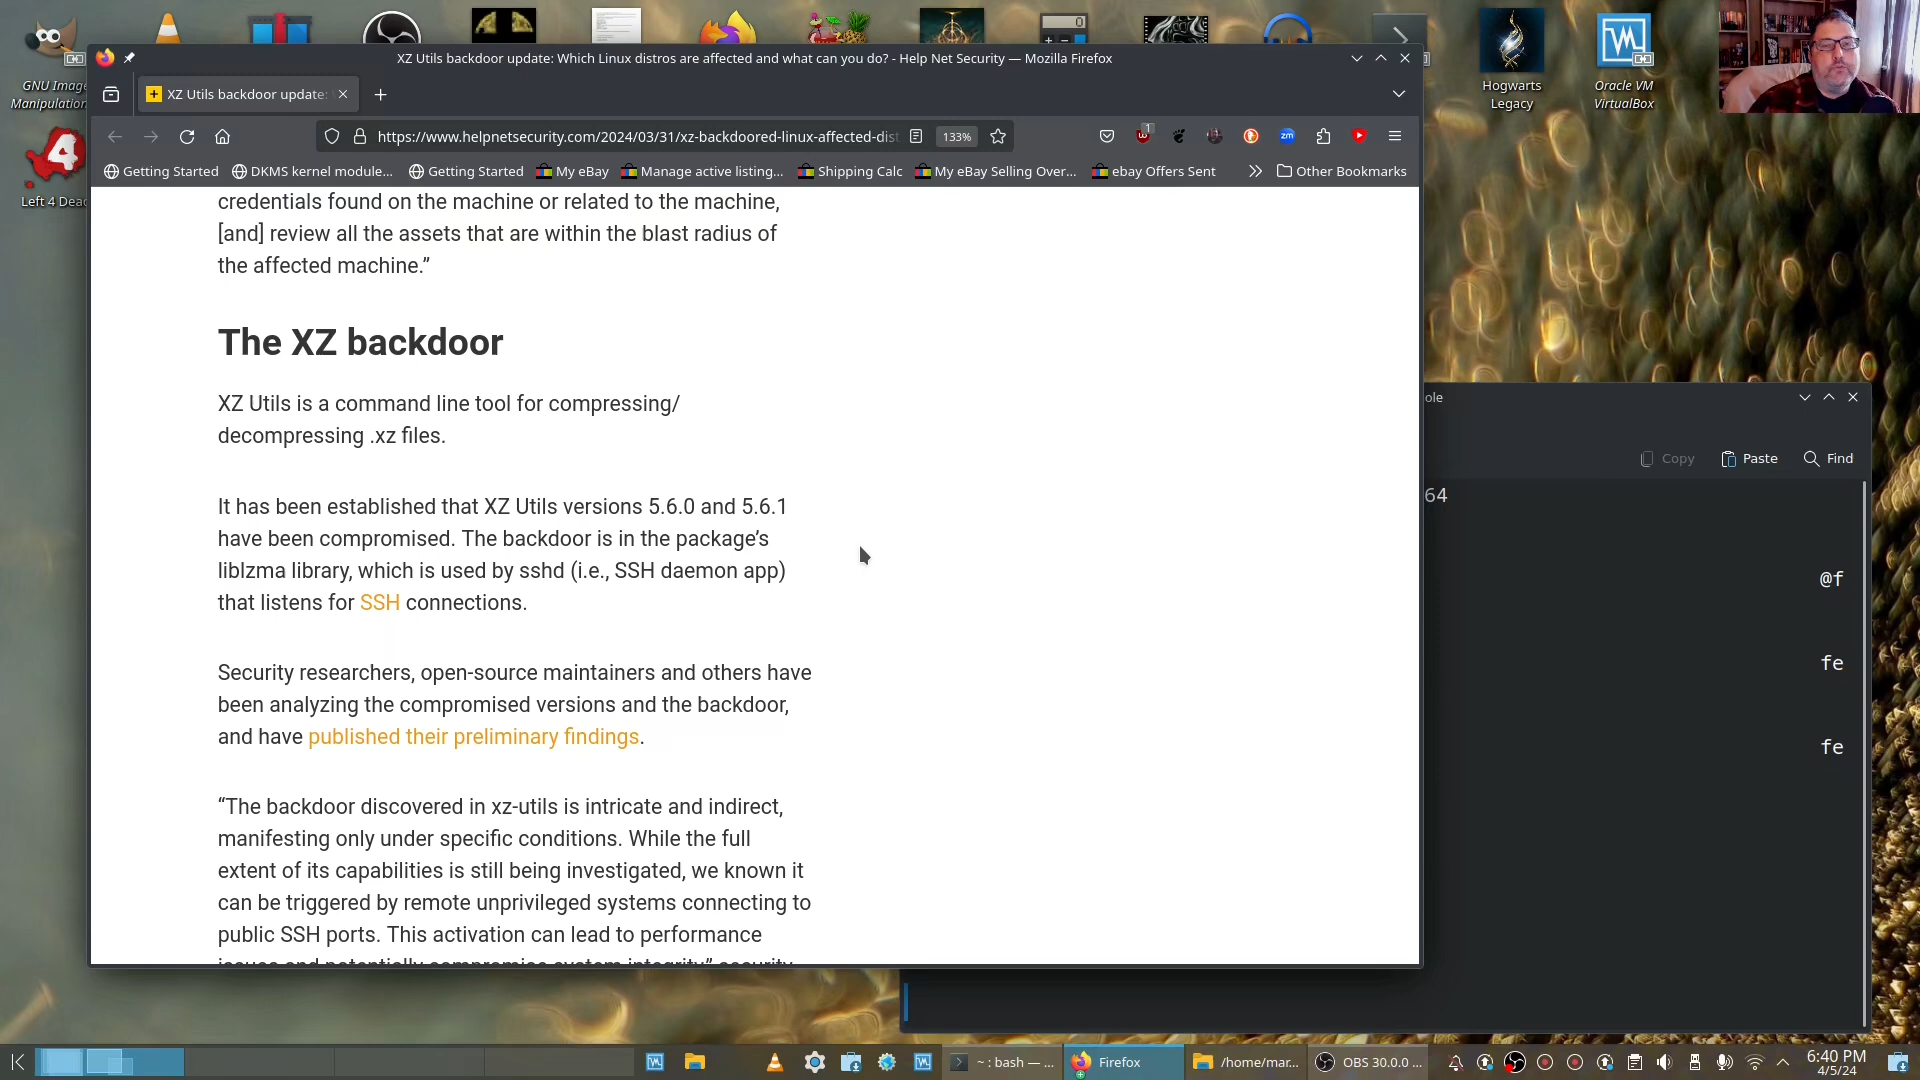 GNU Image
Manipulation
Left 4 Dead
Hogwarts
Legacy
Oracle VM
VirtualBox
XZ Utils backdoor update: Which Linux distros are affected and what can you do? - Help Net Security — Mozilla Firefox
XZ Utils backdoor update:
https://www.helpnetsecurity.com/2024/03/31/xz-backdoored-linux-affected-dist
133%
1
zm
Getting Started
DKMS kernel module...
Getting Started
My eBay
Manage active listing...
Shipping Calc
My eBay Selling Over...
ebay Offers Sent
Other Bookmarks
credentials found on the machine or related to the machine,
[and] review all the assets that are within the blast radius of
the affected machine.”
The XZ backdoor
XZ Utils is a command line tool for compressing/
decompressing .xz files.
It has been established that XZ Utils versions 5.6.0 and 5.6.1
have been compromised. The backdoor is in the package’s
liblzma library, which is used by sshd (i.e., SSH daemon app)
that listens for SSH connections.
Security researchers, open-source maintainers and others have
been analyzing the compromised versions and the backdoor,
and have published their preliminary findings.
“The backdoor discovered in xz-utils is intricate and indirect,
manifesting only under specific conditions. While the full
extent of its capabilities is still being investigated, we known it
can be triggered by remote unprivileged systems connecting to
public SSH ports. This activation can lead to performance
issues and potentially compromise system integrity,” security
ole
Copy
Paste
Find
64
@f
fe
fe
~ : bash — ...
Firefox
/home/mar...
OBS 30.0.0 ...
6:40 PM
4/5/24